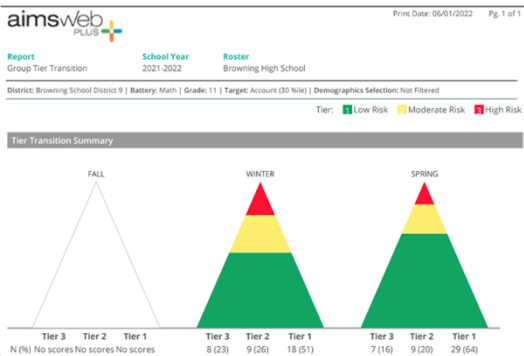 Print Date: 06/01/2022 Pg. 1 of 1
aimsweb
PLUS
Report School Year Roster
Group Tier Transition 2021-2022 Browning High School
District: Browning School District 9 | Battery: Math | Grade: 11 | Target: Account (30 %ile) | Demographics Selection: Not Filtered
Tier: 1 Low Risk 2 Moderate Risk 3 High Risk
Tier Transition Summary
FALL WINTER SPRING
Tier 3 Tier 2 Tier 1 Tier 3 Tier 2 Tier 1 Tier 3 Tier 2 Tier 1
N (%) No scores No scores No scores 8 (23) 9 (26) 18 (51) 7 (16) 9 (20) 29 (64)